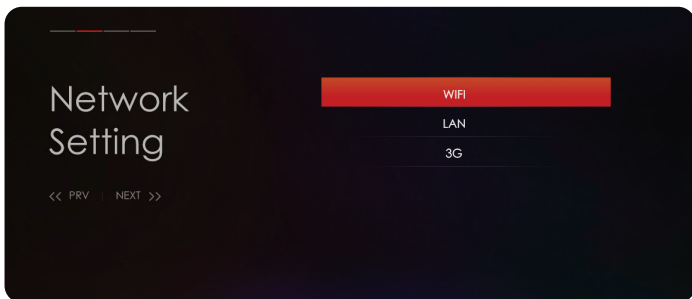 Network
Setting
<< PRV | NEXT >>
WIFI
LAN
3G